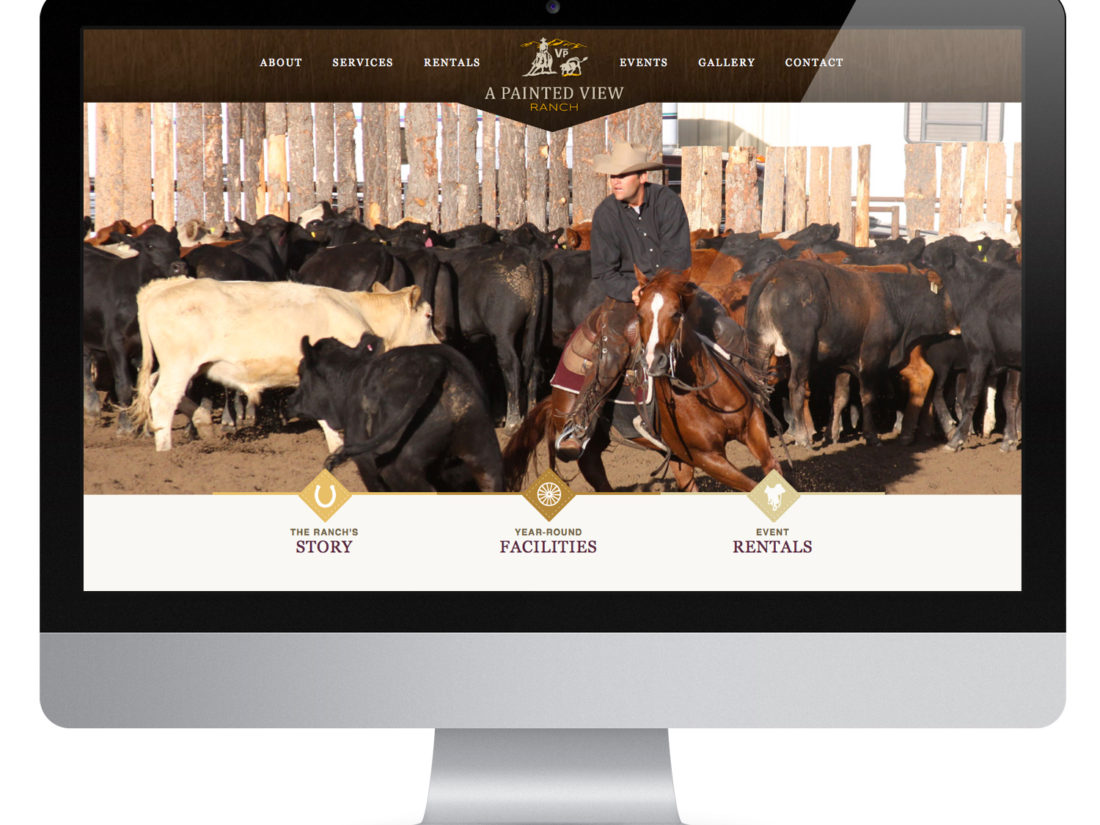 ABOUT
SERVICES
RENTALS
VP
A PAINTED VIEW
RANCH
EVENTS
GALLERY
CONTACT
THE RANCH'S
STORY
YEAR-ROUND
FACILITIES
EVENT
RENTALS